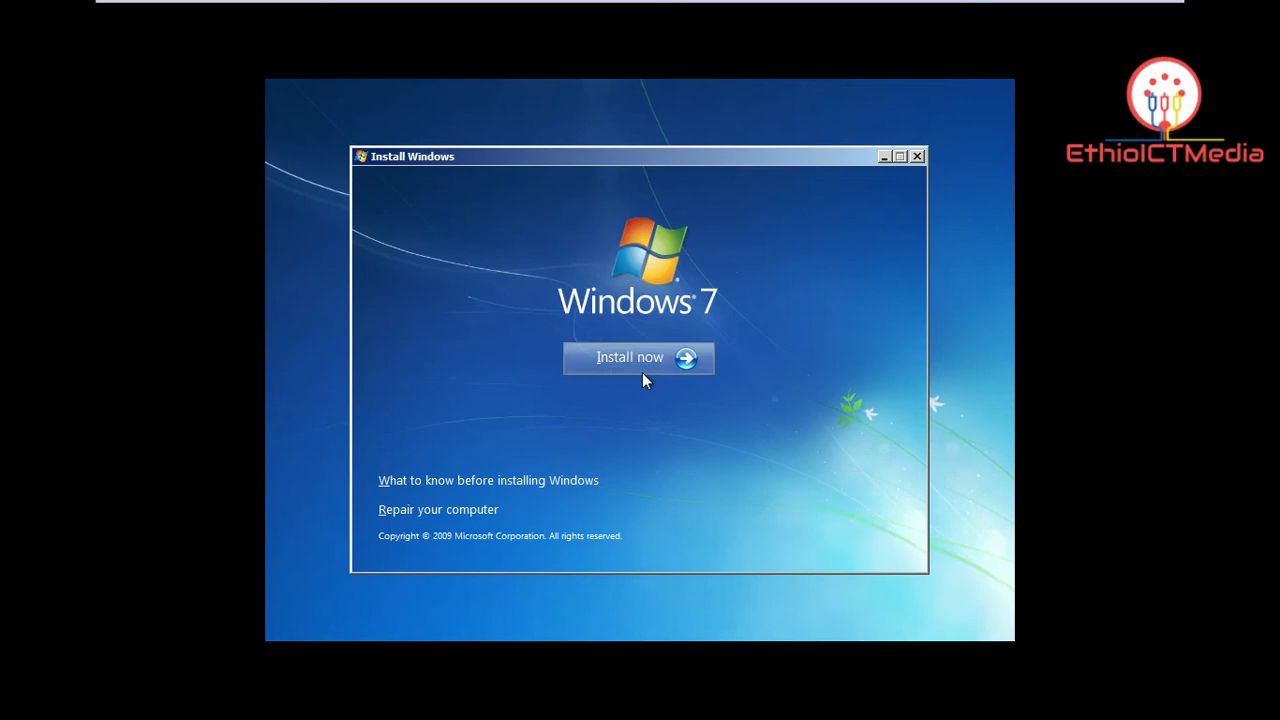 EthioICTMedia
Install Windows
Windows® 7
Install now
What to know before installing Windows
Repair your computer
Copyright © 2009 Microsoft Corporation. All rights reserved.